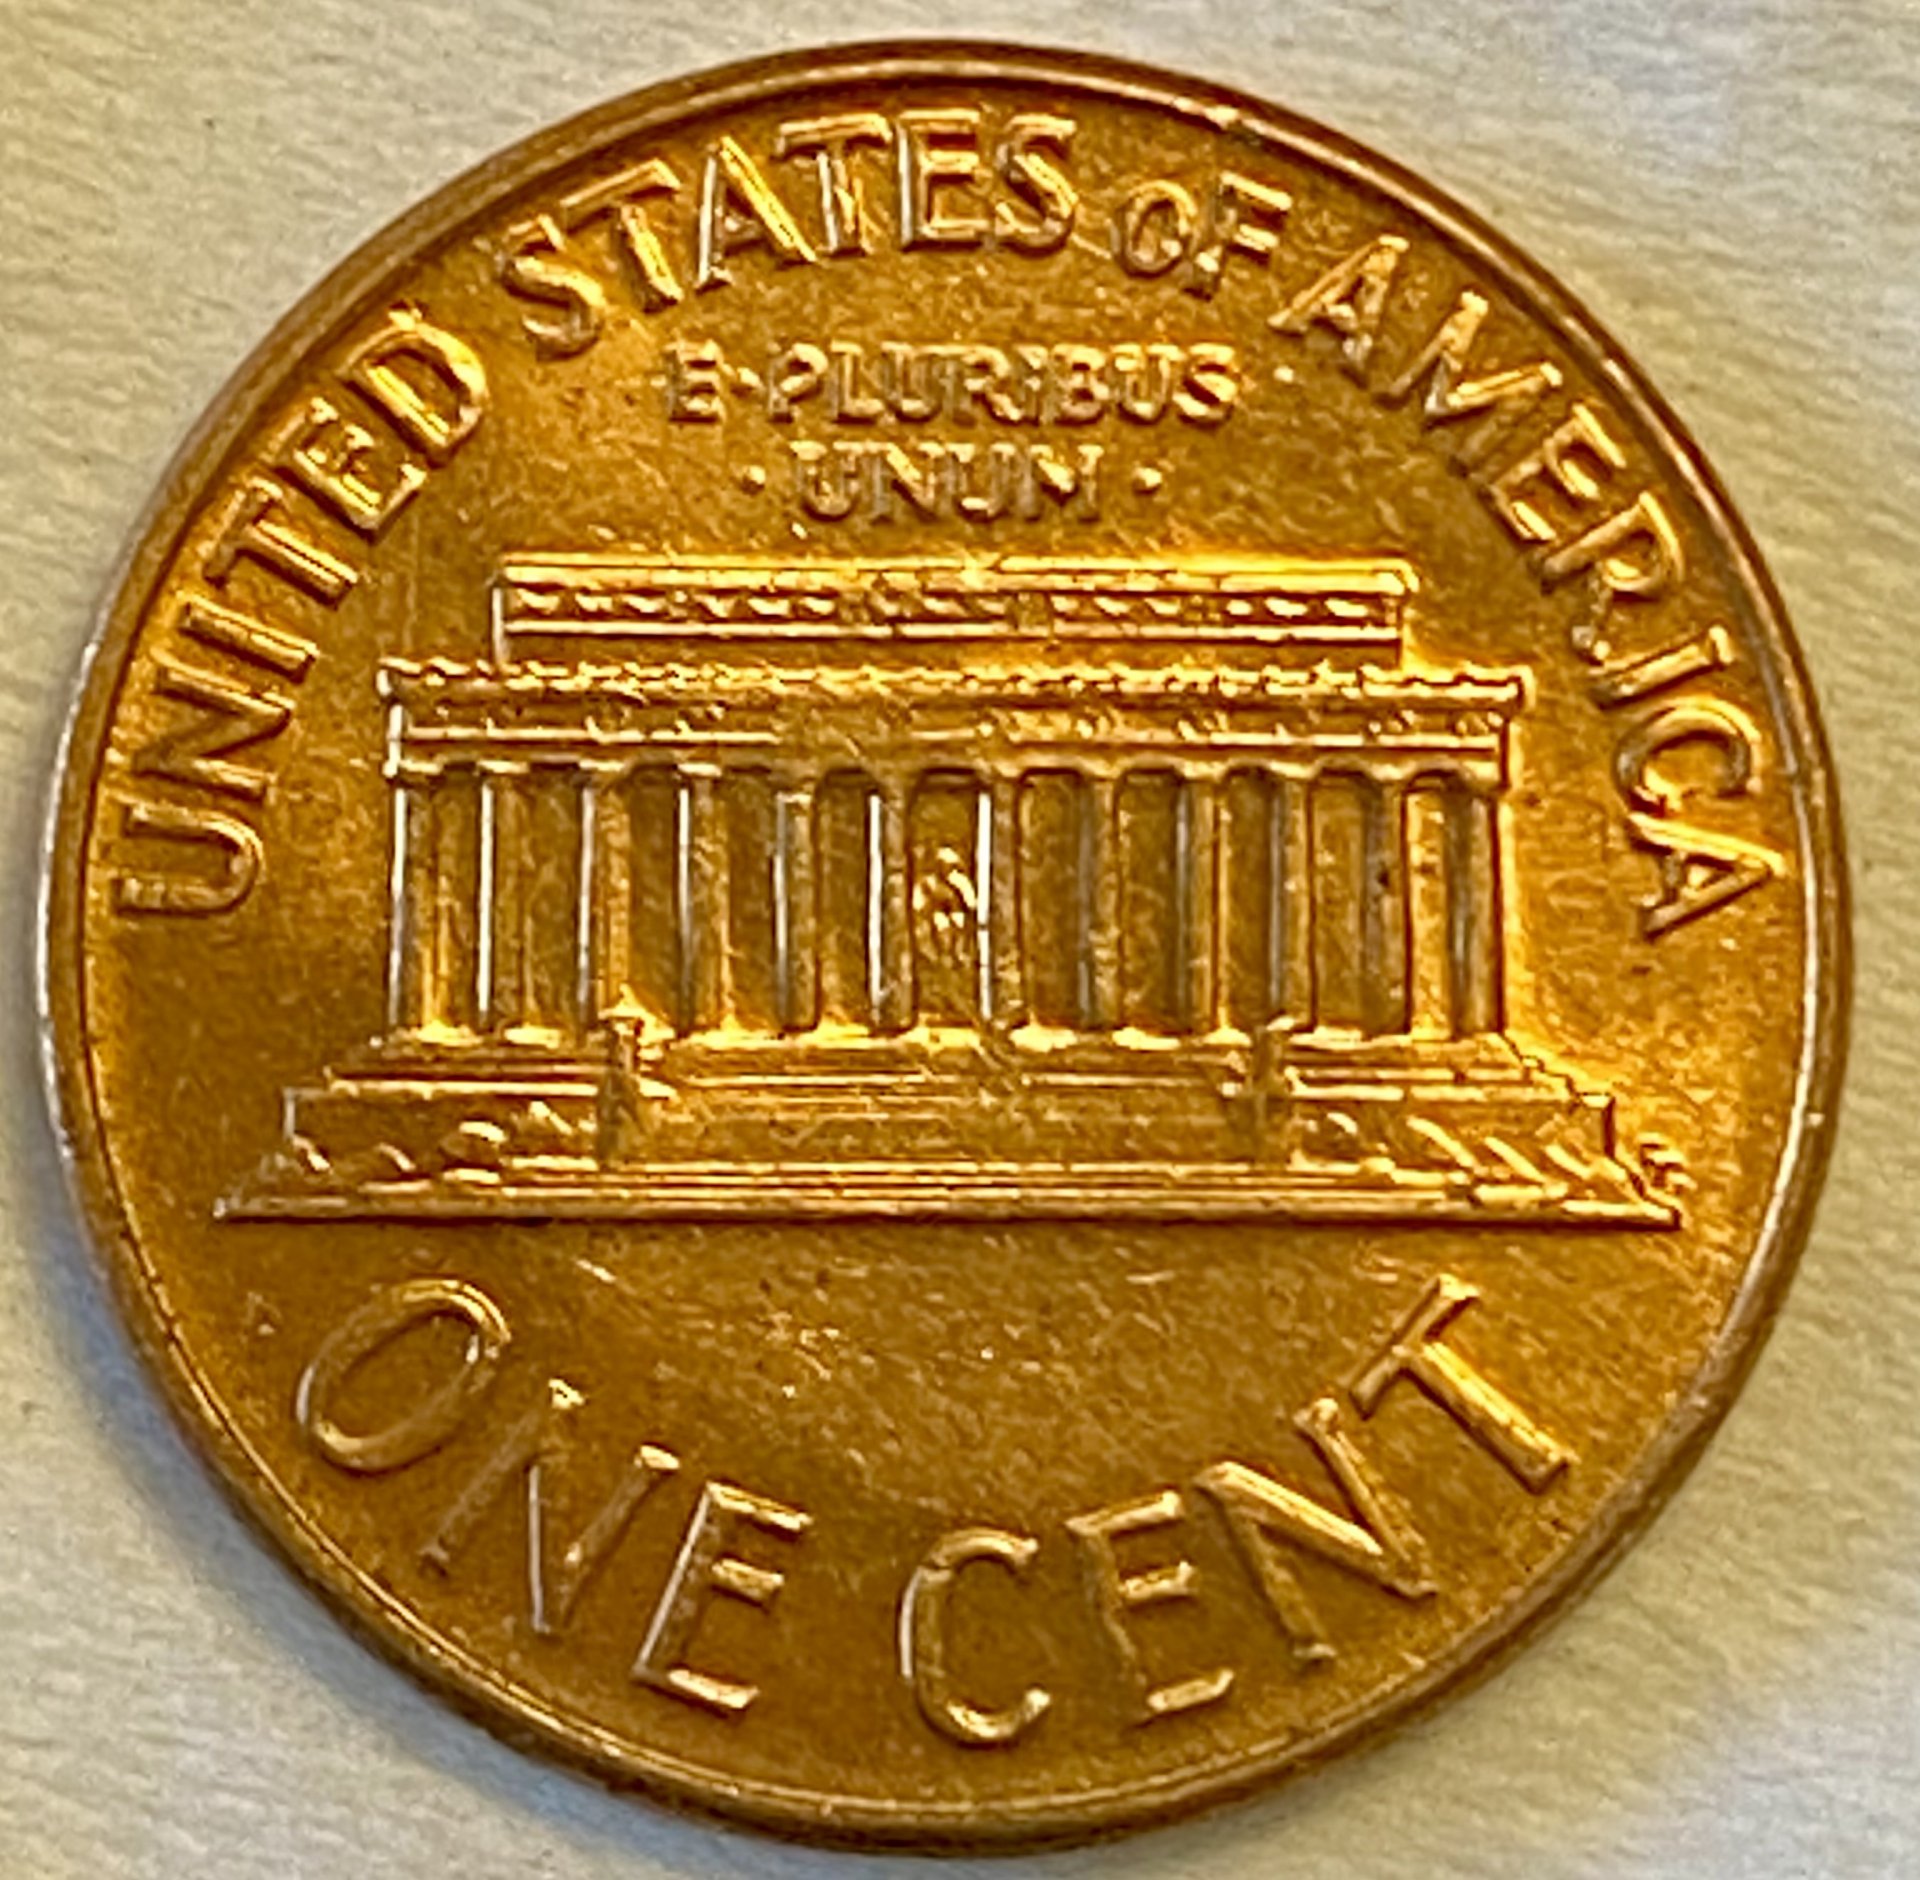 UNITED STATES OF AMERICA
E·PLURIBUS·
·UNUM·
ONE CENT